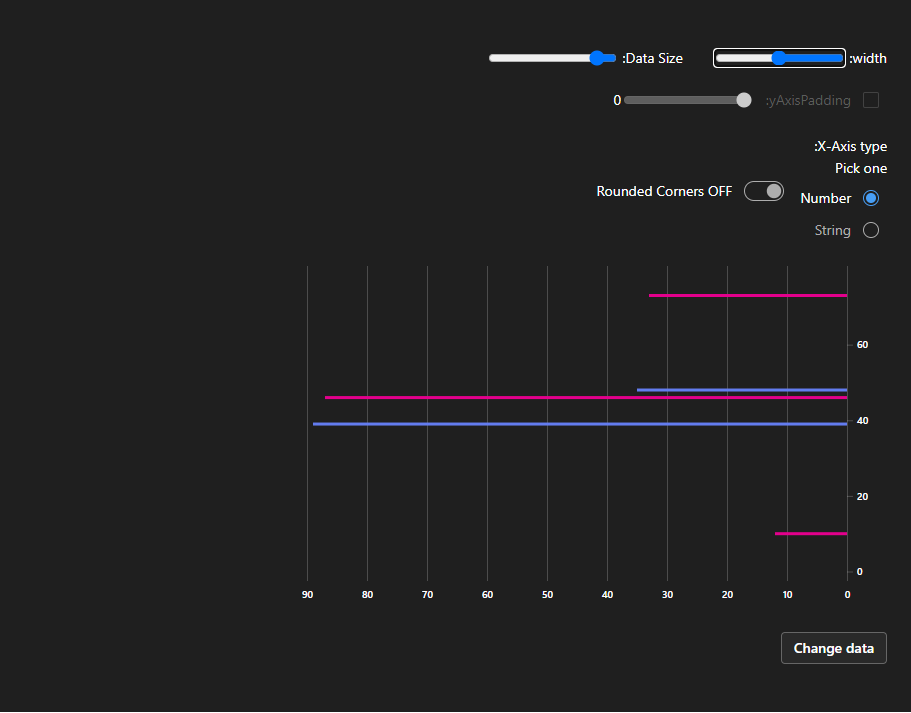 :width
:Data Size
:yAxisPadding
0
:X-Axis type
Pick one
Number
String
Rounded Corners OFF
60
40
20
0
90 80 70 60 50 40 30 20 10 0
Change data